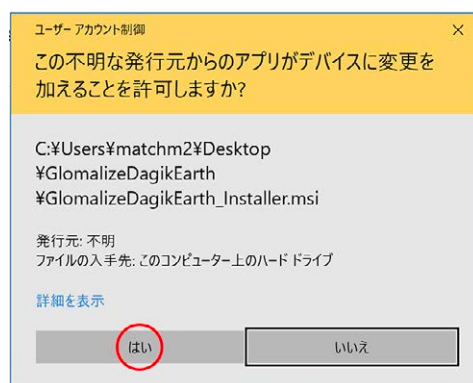 ユーザー アカウント制御
この不明な発行元からのアプリがデバイスに変更を
加えることを許可しますか?
C:¥Users¥matchm2¥Desktop
¥GlomalizeDagikEarth
¥GlomalizeDagikEarth_Installer.msi
発行元: 不明
ファイルの入手先: このコンピューター上のハード ドライブ
詳細を表示
はい
いいえ